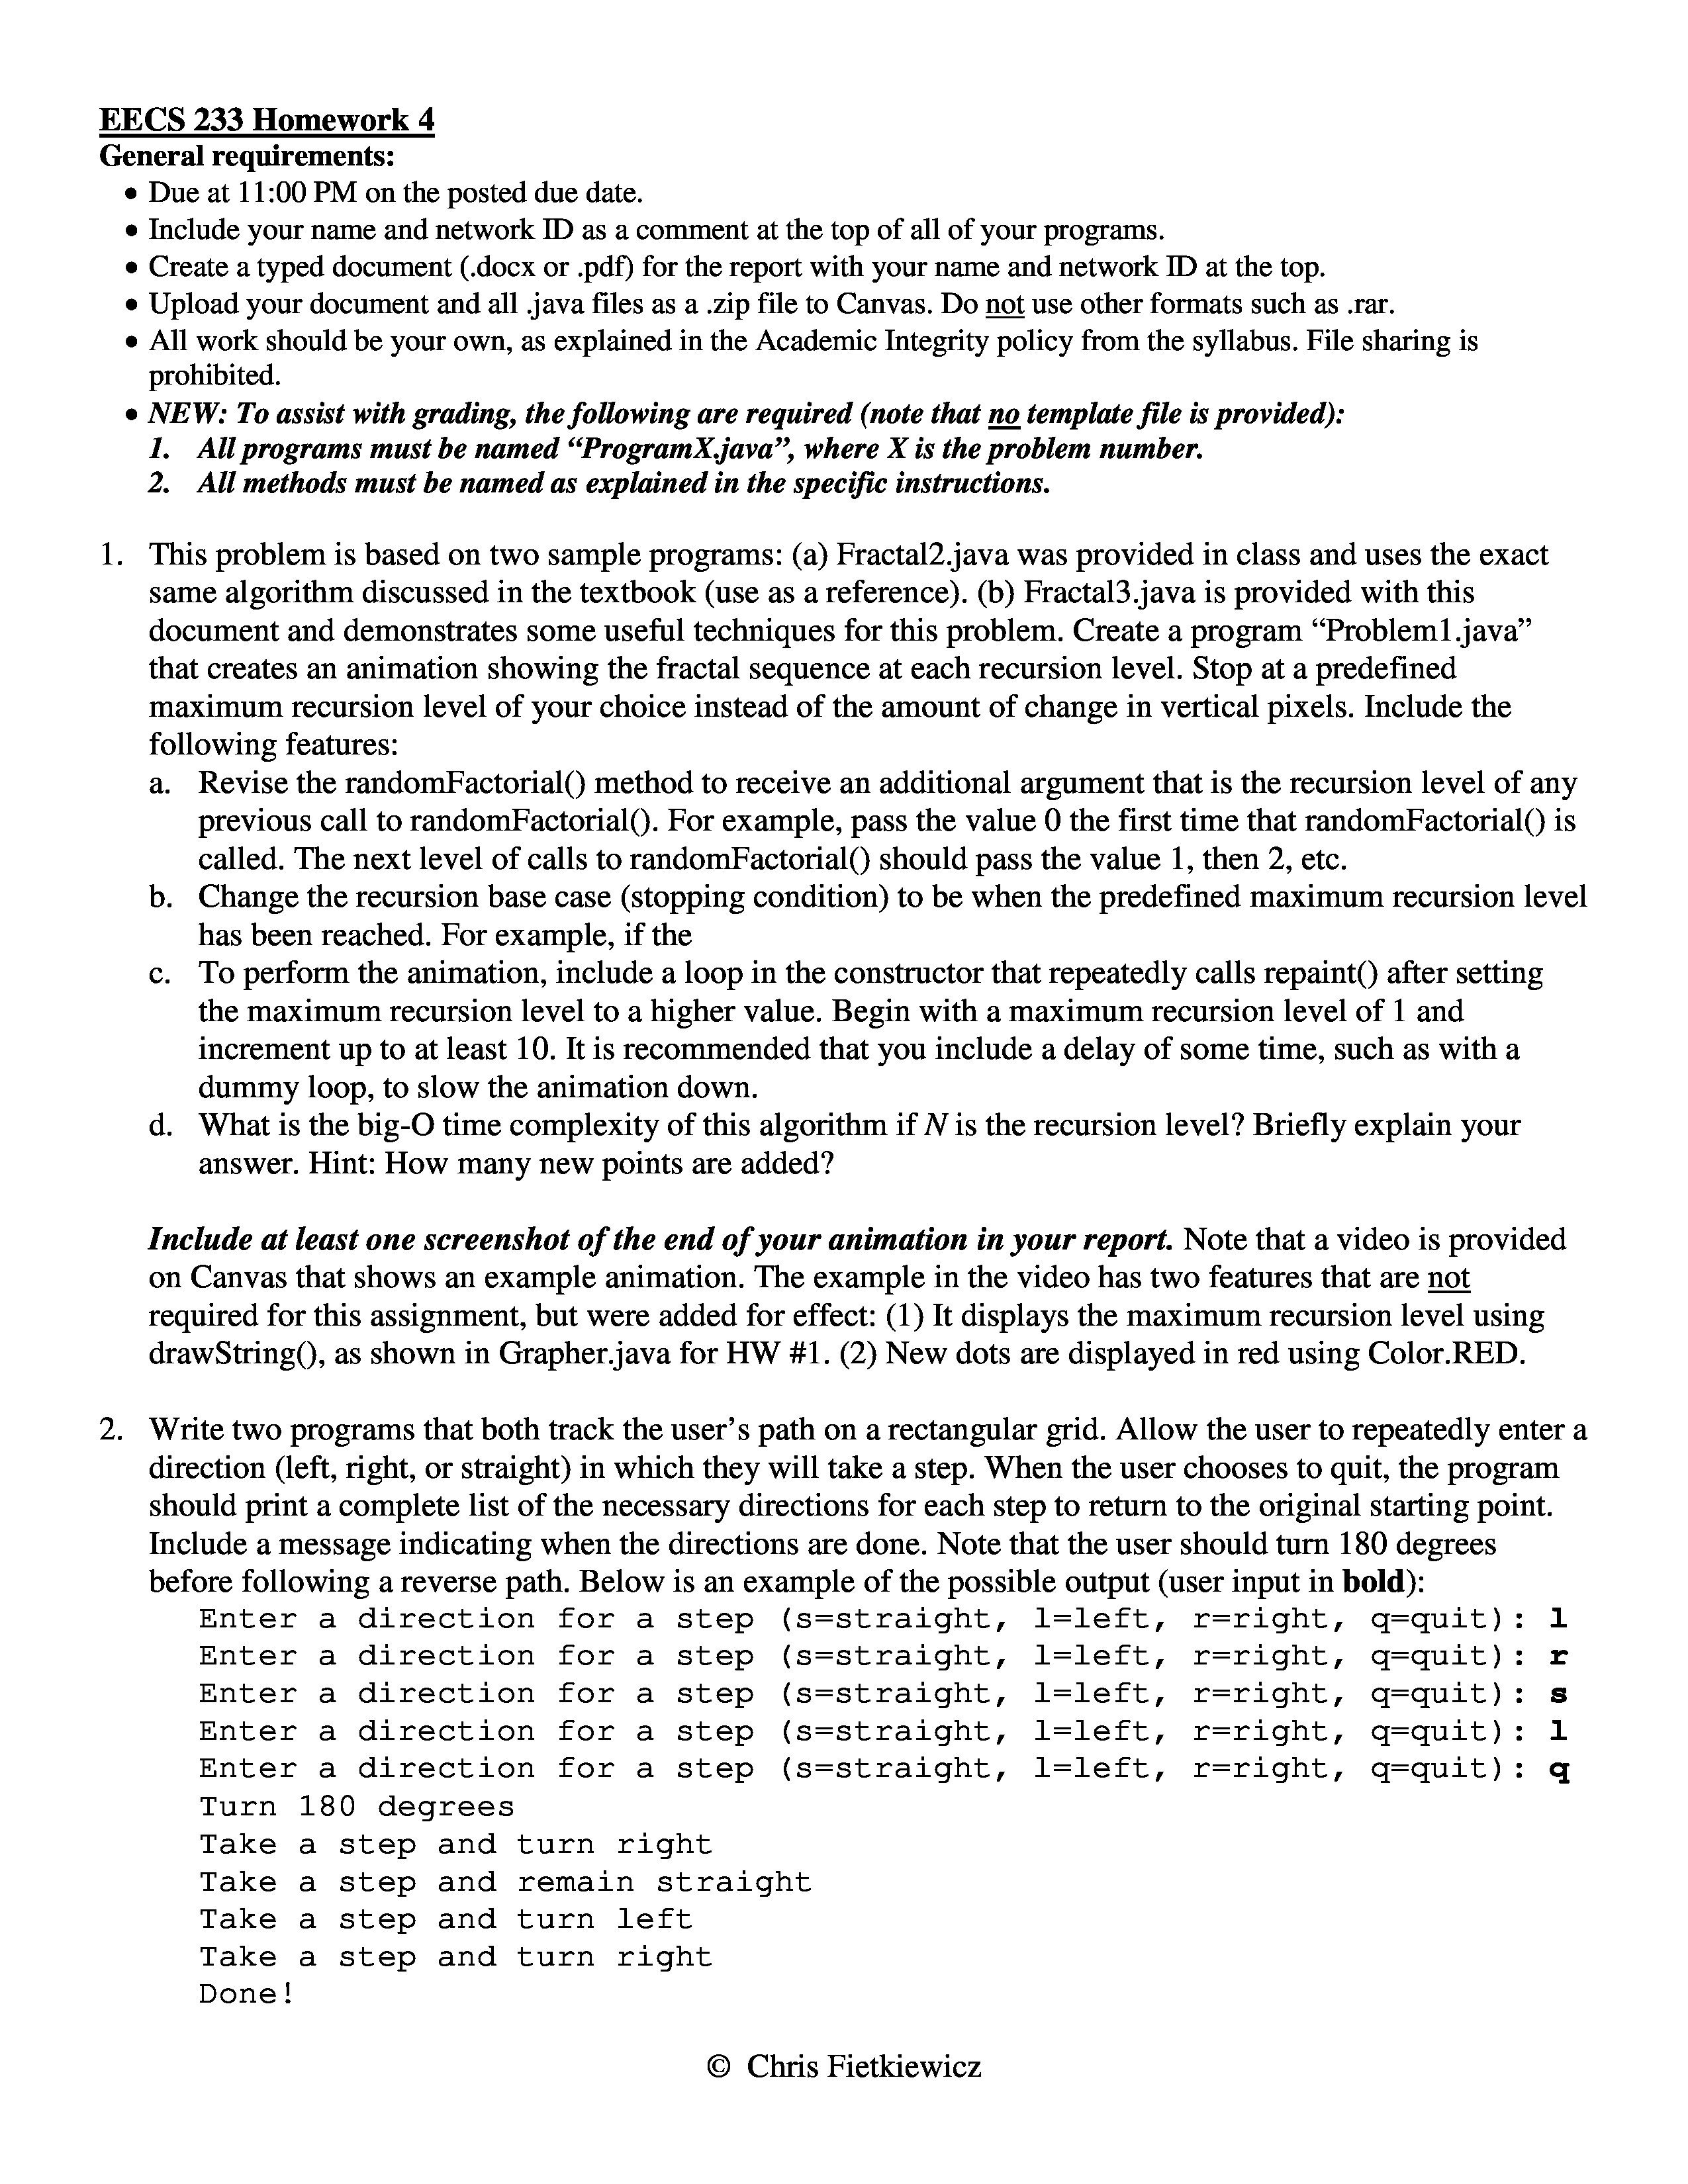 EECS 233 Homework 4
General requirements:
• Due at 11:00 PM on the posted due date.
• Include your name and network ID as a comment at the top of all of your programs.
• Create a typed document (.docx or .pdf) for the report with your name and network ID at the top.
• Upload your document and all .java files as a .zip file to Canvas. Do not use other formats such as .rar.
• All work should be your own, as explained in the Academic Integrity policy from the syllabus. File sharing is
prohibited.
• NEW: To assist with grading, the following are required (note that no template file is provided):
1. All programs must be named “ProgramX.java”, where X is the problem number.
2. All methods must be named as explained in the specific instructions.
1. This problem is based on two sample programs: (a) Fractal2.java was provided in class and uses the exact
same algorithm discussed in the textbook (use as a reference). (b) Fractal3.java is provided with this
document and demonstrates some useful techniques for this problem. Create a program “Problem1.java”
that creates an animation showing the fractal sequence at each recursion level. Stop at a predefined
maximum recursion level of your choice instead of the amount of change in vertical pixels. Include the
following features:
a. Revise the randomFactorial() method to receive an additional argument that is the recursion level of any
previous call to randomFactorial(). For example, pass the value 0 the first time that randomFactorial() is
called. The next level of calls to randomFactorial() should pass the value 1, then 2, etc.
b. Change the recursion base case (stopping condition) to be when the predefined maximum recursion level
has been reached. For example, if the
c. To perform the animation, include a loop in the constructor that repeatedly calls repaint() after setting
the maximum recursion level to a higher value. Begin with a maximum recursion level of 1 and
increment up to at least 10. It is recommended that you include a delay of some time, such as with a
dummy loop, to slow the animation down.
d. What is the big-O time complexity of this algorithm if N is the recursion level? Briefly explain your
answer. Hint: How many new points are added?
Include at least one screenshot of the end of your animation in your report. Note that a video is provided
on Canvas that shows an example animation. The example in the video has two features that are not
required for this assignment, but were added for effect: (1) It displays the maximum recursion level using
drawString(), as shown in Grapher.java for HW #1. (2) New dots are displayed in red using Color.RED.
2. Write two programs that both track the user’s path on a rectangular grid. Allow the user to repeatedly enter a
direction (left, right, or straight) in which they will take a step. When the user chooses to quit, the program
should print a complete list of the necessary directions for each step to return to the original starting point.
Include a message indicating when the directions are done. Note that the user should turn 180 degrees
before following a reverse path. Below is an example of the possible output (user input in bold):
Enter a direction for a step (s=straight, l=left, r=right, q=quit): l
Enter a direction for a step (s=straight, l=left, r=right, q=quit): r
Enter a direction for a step (s=straight, l=left, r=right, q=quit): s
Enter a direction for a step (s=straight, l=left, r=right, q=quit): l
Enter a direction for a step (s=straight, l=left, r=right, q=quit): q
Turn 180 degrees
Take a step and turn right
Take a step and remain straight
Take a step and turn left
Take a step and turn right
Done!
© Chris Fietkiewicz